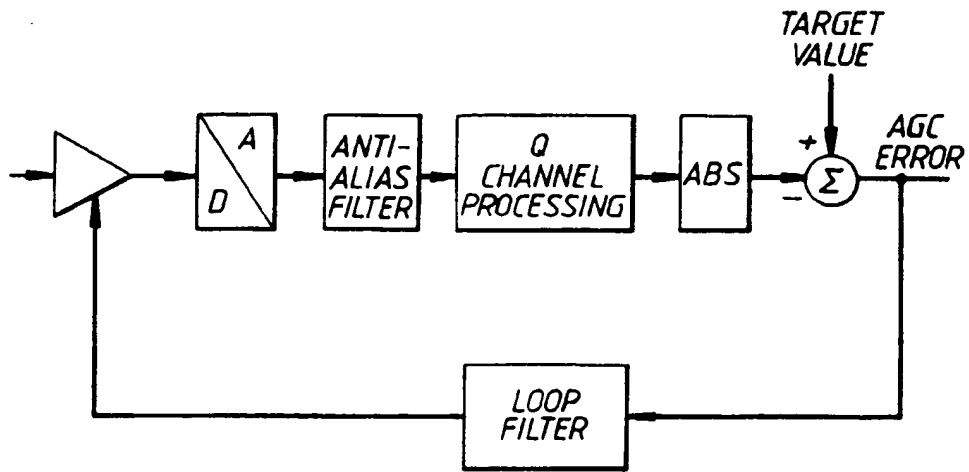 TARGET
VALUE
A
D
ANTI-
ALIAS
FILTER
Q
CHANNEL
PROCESSING
ABS
+
Σ
−
AGC
ERROR
LOOP
FILTER